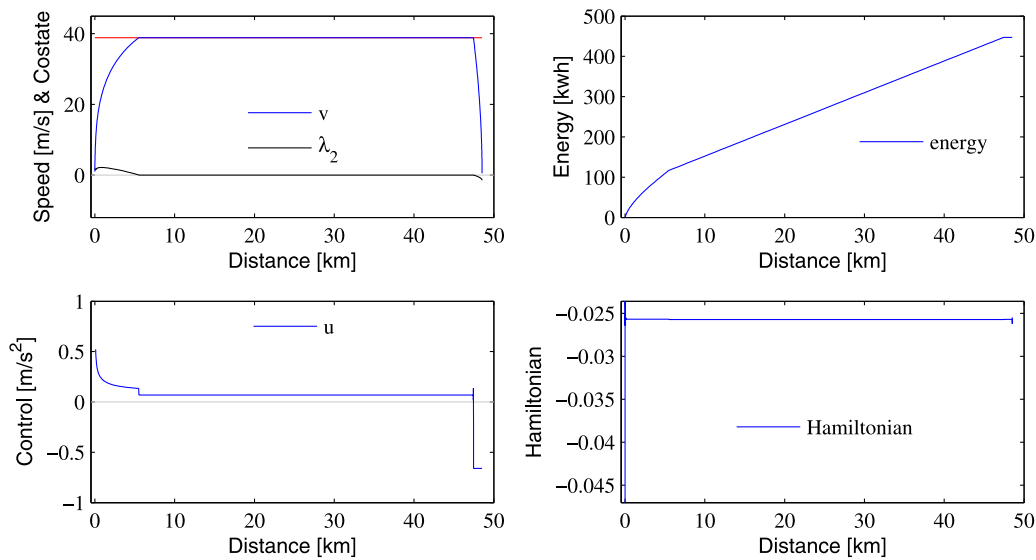 Speed [m/s] & Costate
40
20
0
v
λ_2
0 10 20 30 40 50
Distance [km]
Energy [kwh]
500
400
300
200
100
0
energy
0 10 20 30 40 50
Distance [km]
Control [m/s²]
1
0.5
0
−0.5
−1
u
0 10 20 30 40 50
Distance [km]
Hamiltonian
−0.025
−0.03
−0.035
−0.04
−0.045
Hamiltonian
0 10 20 30 40 50
Distance [km]